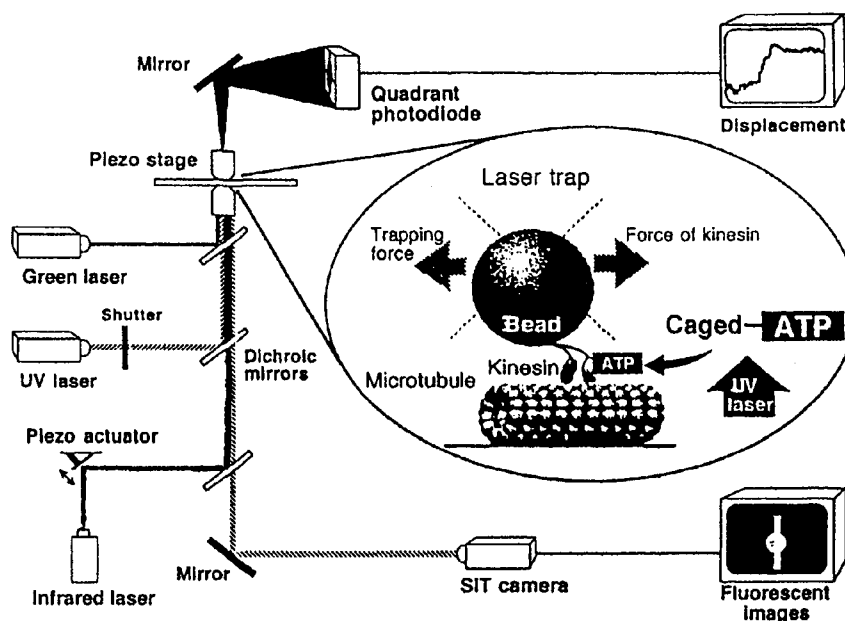 Mirror
Quadrant
photodiode
Displacement
Piezo stage
Laser trap
Trapping
force
Force of kinesin
Green laser
Bead
Shutter
Caged ATP
UV laser
Dichroic
mirrors
Microtubule
Kinesin
ATP
UV
laser
Piezo actuator
Infrared laser
Mirror
SIT camera
Fluorescent
images